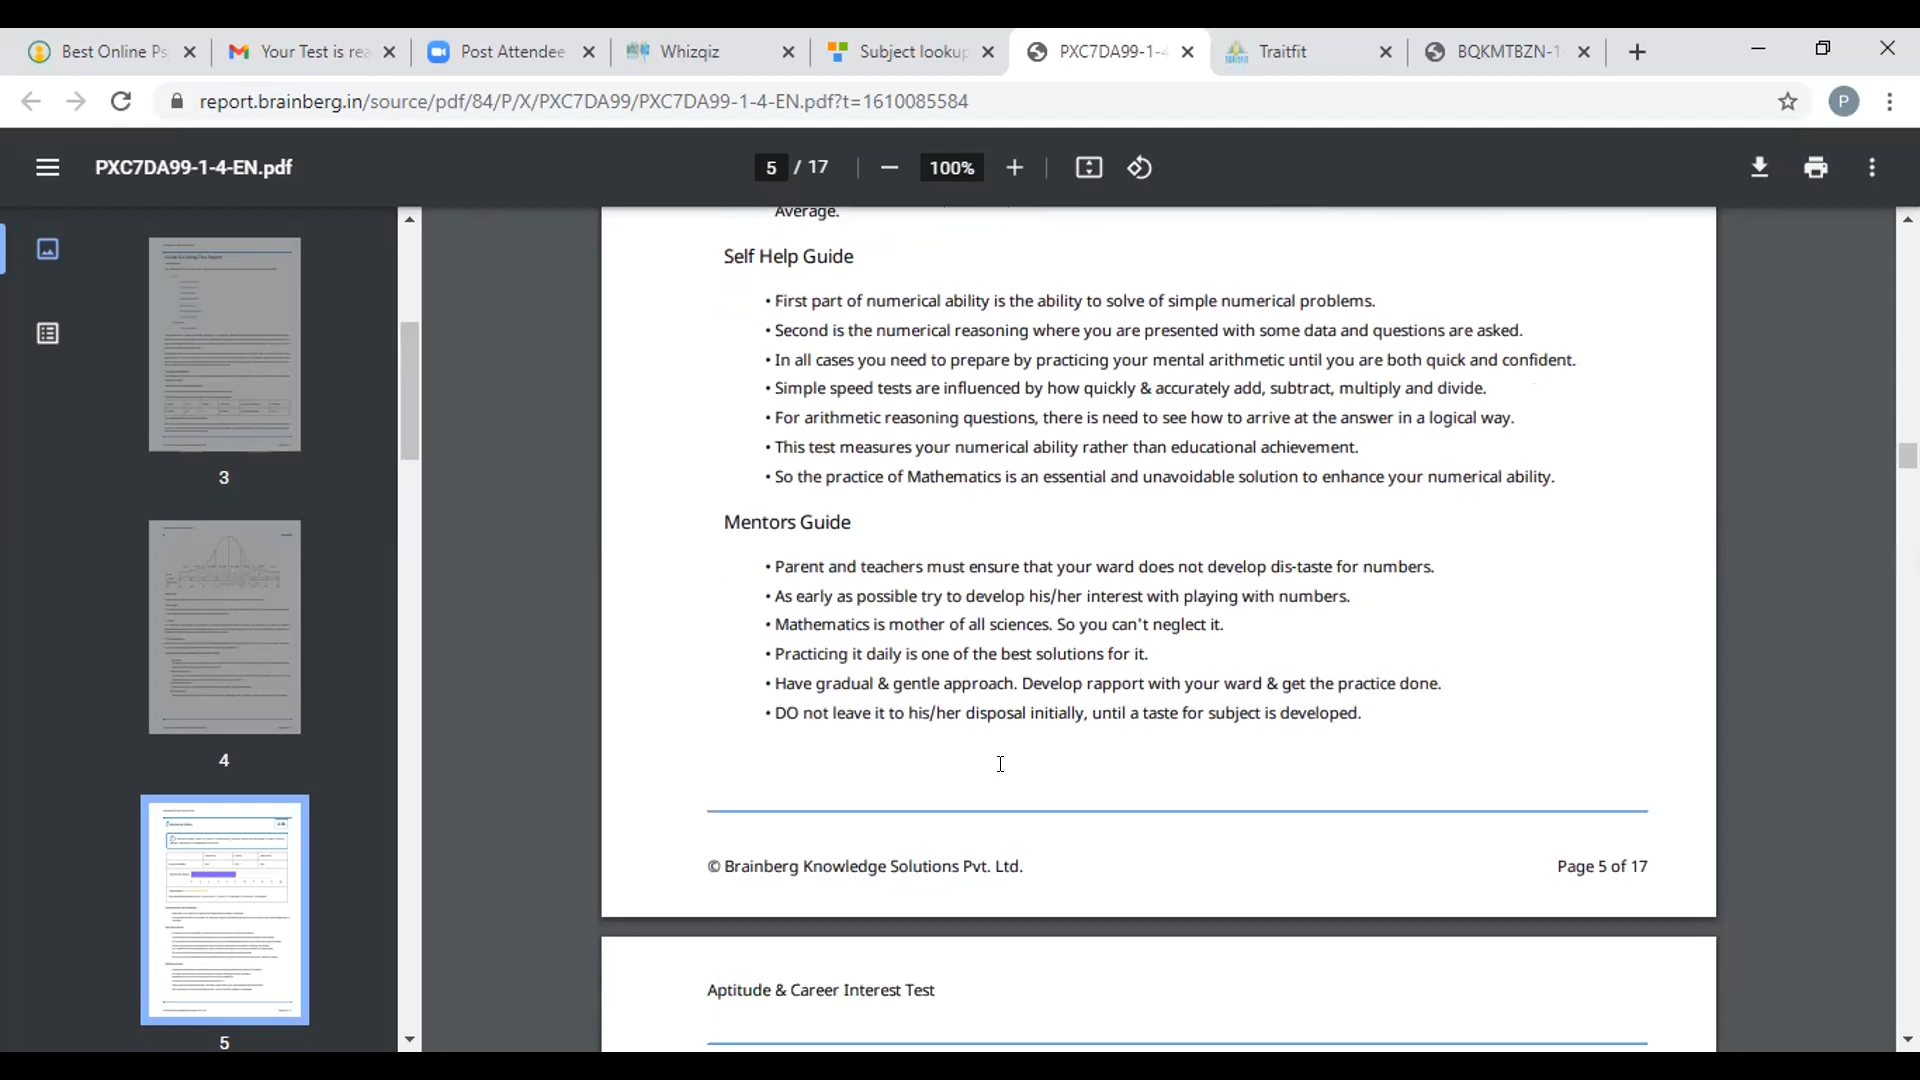 Best Online Ps
Your Test is rea
Post Attendee
Whizqiz
Subject lookup
PXC7DA99-1-4
Traitfit
BQKMTBZN-1
report.brainberg.in/source/pdf/84/P/X/PXC7DA99/PXC7DA99-1-4-EN.pdf?t=1610085584
P
PXC7DA99-1-4-EN.pdf
5 / 17
100%
3
4
5
Average.
Self Help Guide
• First part of numerical ability is the ability to solve of simple numerical problems.
• Second is the numerical reasoning where you are presented with some data and questions are asked.
• In all cases you need to prepare by practicing your mental arithmetic until you are both quick and confident.
• Simple speed tests are influenced by how quickly & accurately add, subtract, multiply and divide.
• For arithmetic reasoning questions, there is need to see how to arrive at the answer in a logical way.
• This test measures your numerical ability rather than educational achievement.
• So the practice of Mathematics is an essential and unavoidable solution to enhance your numerical ability.
Mentors Guide
• Parent and teachers must ensure that your ward does not develop dis-taste for numbers.
• As early as possible try to develop his/her interest with playing with numbers.
• Mathematics is mother of all sciences. So you can't neglect it.
• Practicing it daily is one of the best solutions for it.
• Have gradual & gentle approach. Develop rapport with your ward & get the practice done.
• DO not leave it to his/her disposal initially, until a taste for subject is developed.
© Brainberg Knowledge Solutions Pvt. Ltd.
Page 5 of 17
Aptitude & Career Interest Test